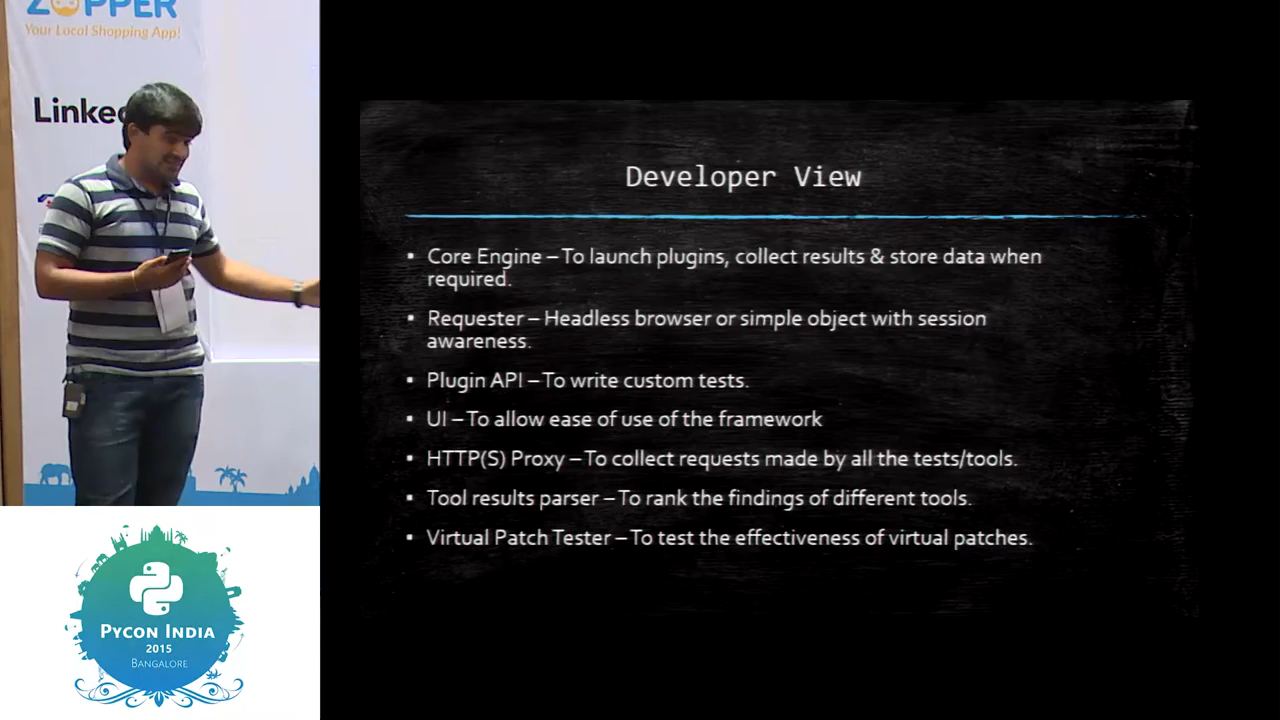 ZOPPER
Your Local Shopping App!
Linked
Developer View
▪ Core Engine – To launch plugins, collect results & store data when
required.
▪ Requester – Headless browser or simple object with session
awareness.
▪ Plugin API – To write custom tests.
▪ UI – To allow ease of use of the framework
▪ HTTP(S) Proxy – To collect requests made by all the tests/tools.
▪ Tool results parser – To rank the findings of different tools.
▪ Virtual Patch Tester – To test the effectiveness of virtual patches.
PYCON INDIA
2015
BANGALORE